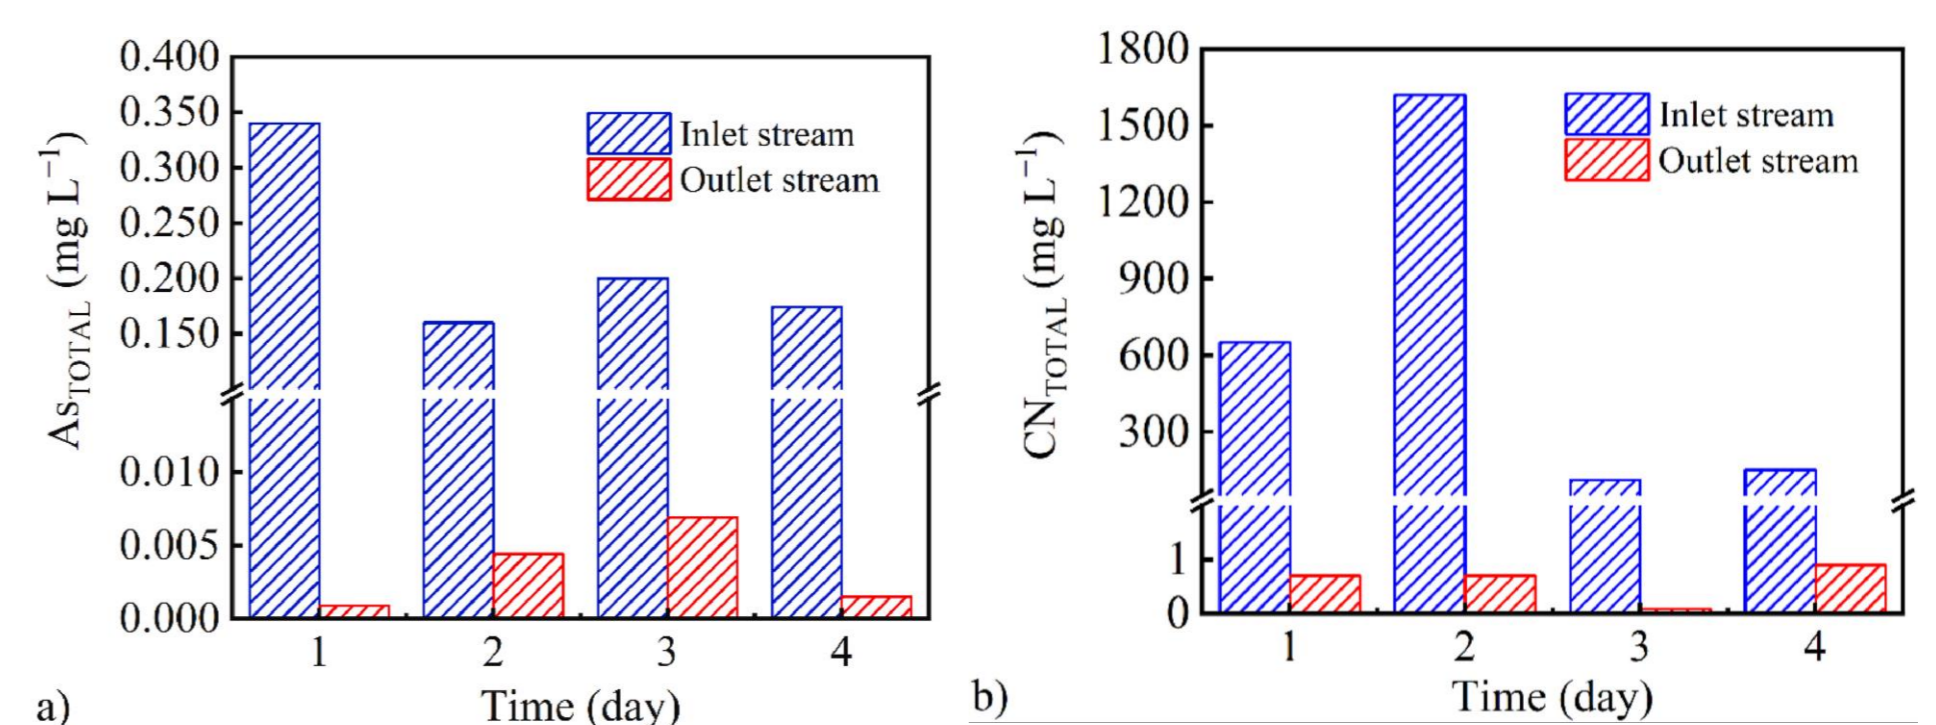 0.400
0.350
0.300
0.250
0.200
0.150
0.010
0.005
0.000
As_TOTAL (mg L⁻¹)
Inlet stream
Outlet stream
1 2 3 4
Time (day)
a)
1800
1500
1200
900
600
300
1
0
CN_TOTAL (mg L⁻¹)
Inlet stream
Outlet stream
1 2 3 4
Time (day)
b)